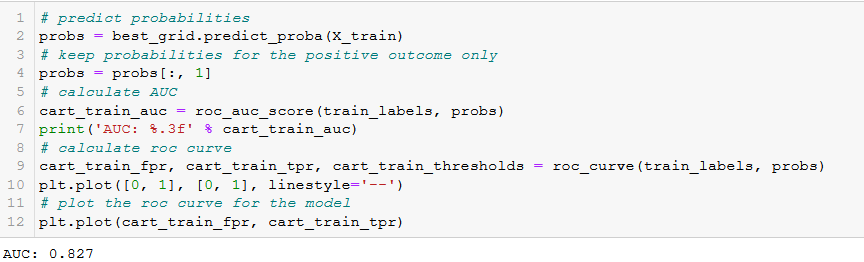 1 # predict probabilities
2 probs = best_grid.predict_proba(X_train)
3 # keep probabilities for the positive outcome only
4 probs = probs[:, 1]
5 # calculate AUC
6 cart_train_auc = roc_auc_score(train_labels, probs)
7 print('AUC: %.3f' % cart_train_auc)
8 # calculate roc curve
9 cart_train_fpr, cart_train_tpr, cart_train_thresholds = roc_curve(train_labels, probs)
10 plt.plot([0, 1], [0, 1], linestyle='--')
11 # plot the roc curve for the model
12 plt.plot(cart_train_fpr, cart_train_tpr)
AUC: 0.827